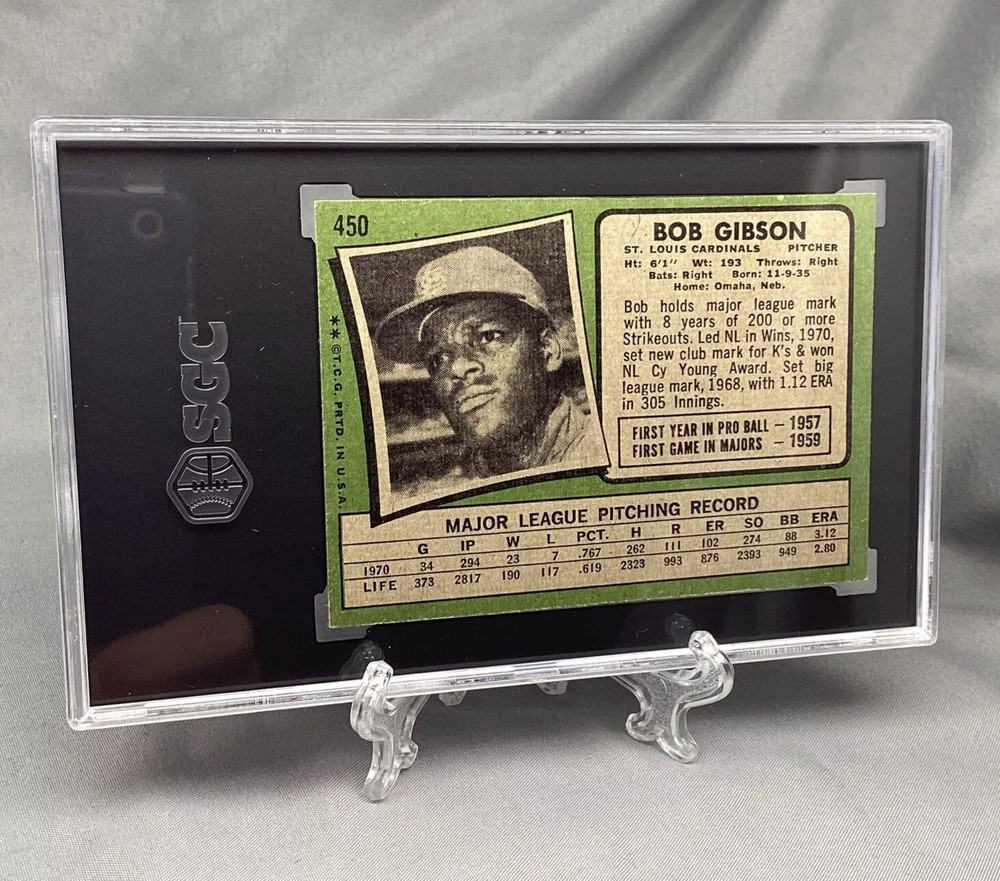 SGC
450
** ©T.C.G. PRTD. IN U.S.A.
BOB GIBSON
ST. LOUIS CARDINALS PITCHER
Ht: 6'1" Wt: 193 Throws: Right
Bats: Right Born: 11-9-35
Home: Omaha, Neb.
Bob holds major league mark
with 8 years of 200 or more
Strikeouts. Led NL in Wins, 1970,
set new club mark for K's & won
NL Cy Young Award. Set big
league mark, 1968, with 1.12 ERA
in 305 Innings.
FIRST YEAR IN PRO BALL — 1957
FIRST GAME IN MAJORS — 1959
MAJOR LEAGUE PITCHING RECORD
G IP W L PCT. H R ER SO BB ERA
1970 34 294 23 7 .767 262 111 102 274 88 3.12
LIFE 373 2817 190 117 .619 2323 993 876 2393 949 2.80